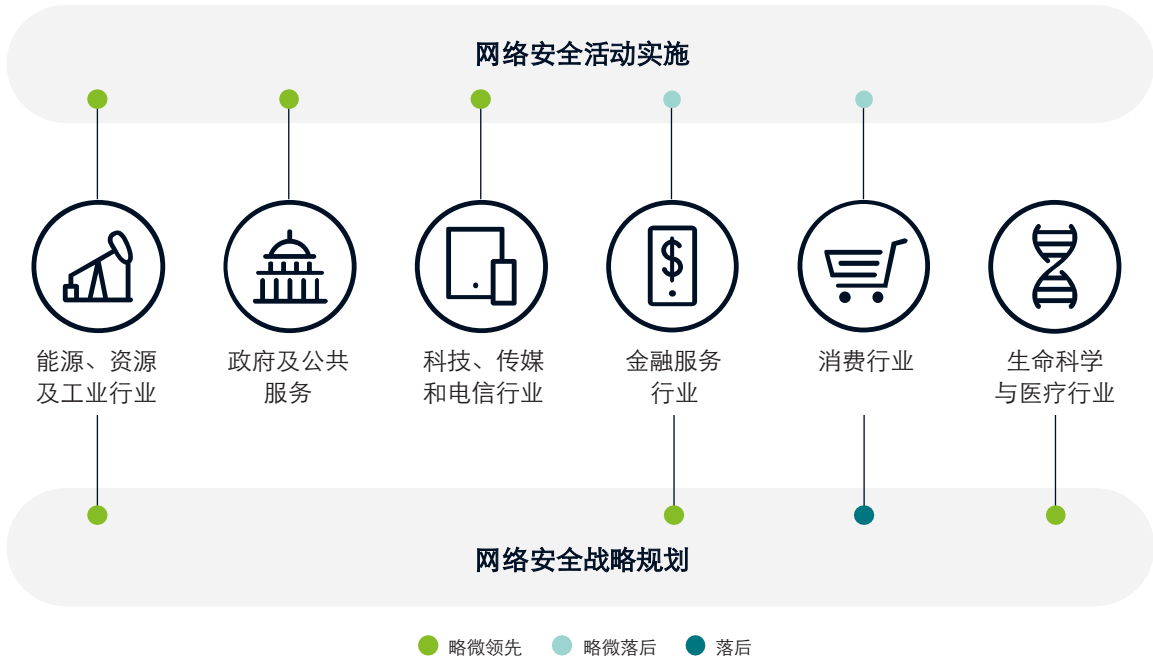 网络安全活动实施
能源、资源
及工业行业
政府及公共
服务
科技、传媒
和电信行业
金融服务
行业
消费行业
生命科学
与医疗行业
网络安全战略规划
略微领先
略微落后
落后